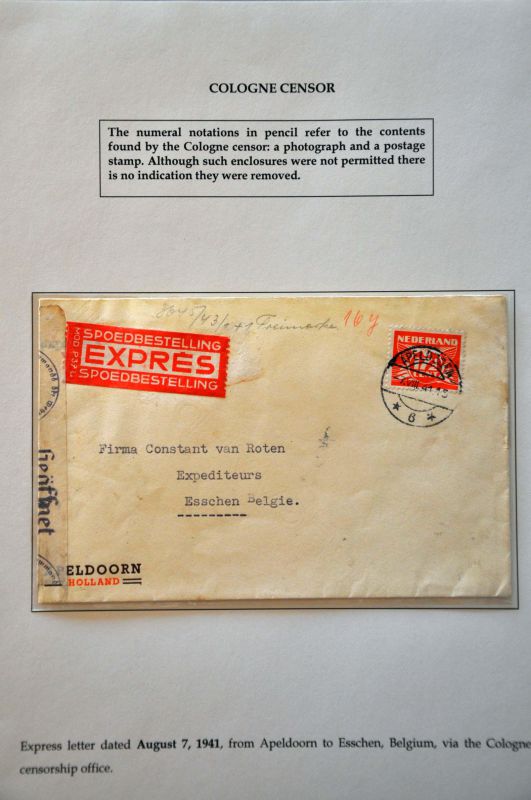 COLOGNE CENSOR
The numeral notations in pencil refer to the contents
found by the Cologne censor: a photograph and a postage
stamp. Although such enclosures were not permitted there
is no indication they were removed.
Freimarke
SPOEDBESTELLING
EXPRÈS
SPOEDBESTELLING
NEDERLAND
6
Firma Constant van Roten
Expediteurs
Esschen Belgie.
Geöffnet
PELDOORN
HOLLAND
Express letter dated August 7, 1941, from Apeldoorn to Esschen, Belgium, via the Cologne
censorship office.